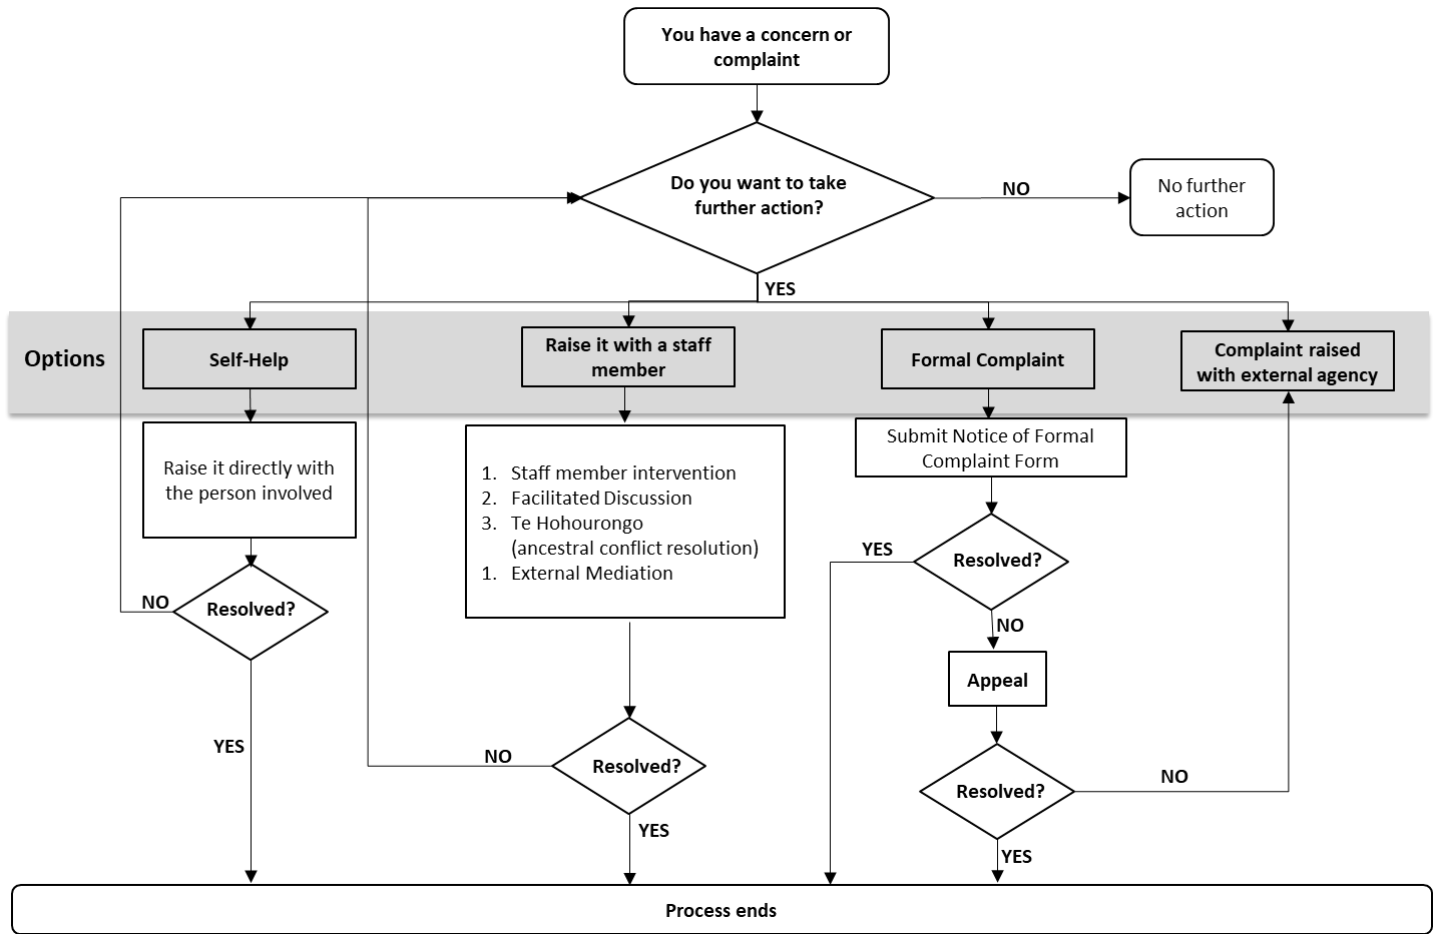 You have a concern or
complaint
Do you want to take
further action?
NO
No further
action
YES
Options
Self-Help
Raise it with a staff
member
Formal Complaint
Complaint raised
with external agency
Raise it directly with
the person involved
1. Staff member intervention
2. Facilitated Discussion
3. Te Hohourongo
(ancestral conflict resolution)
1. External Mediation
Submit Notice of Formal
Complaint Form
YES
Resolved?
NO
Resolved?
NO
Appeal
YES
NO
Resolved?
Resolved?
NO
YES
YES
Process ends